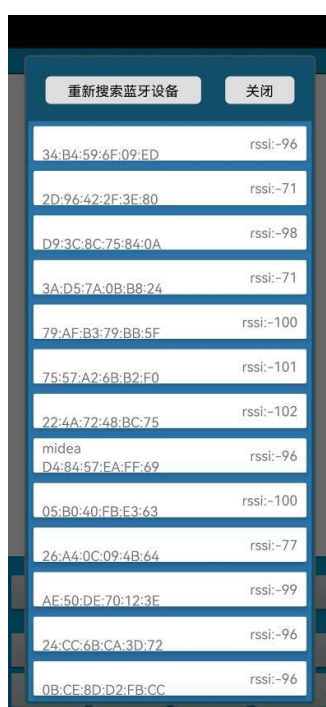 重新搜索蓝牙设备 关闭
rssi:-96
34:B4:59:6F:09:ED
rssi:-71
2D:96:42:2F:3E:80
rssi:-98
D9:3C:8C:75:84:0A
rssi:-71
3A:D5:7A:0B:B8:24
rssi:-100
79:AF:B3:79:BB:5F
rssi:-101
75:57:A2:6B:B2:F0
rssi:-102
22:4A:72:48:BC:75
midea
rssi:-96
D4:84:57:EA:FF:69
rssi:-100
05:B0:40:FB:E3:63
rssi:-77
26:A4:0C:09:4B:64
rssi:-99
AE:50:DE:70:12:3E
rssi:-96
24:CC:6B:CA:3D:72
rssi:-96
0B:CE:8D:D2:FB:CC